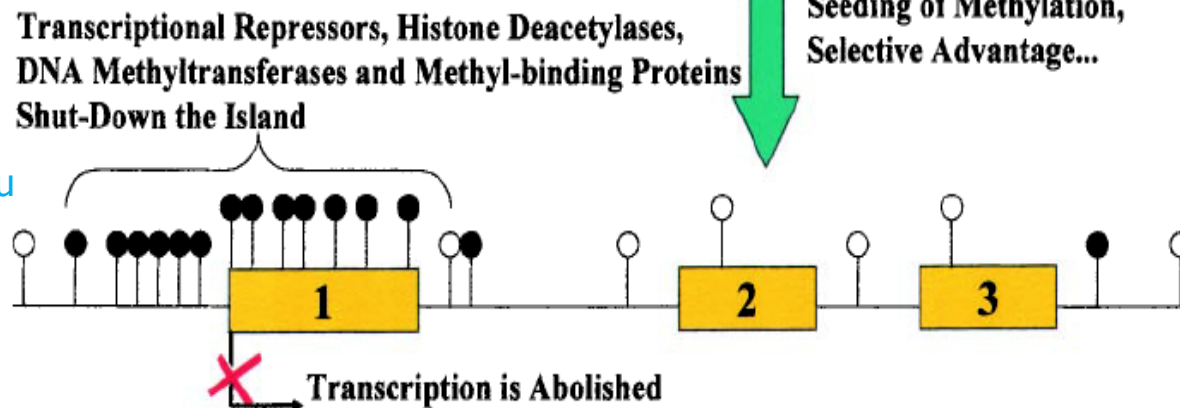 Seeding of Methylation,
Selective Advantage...
Transcriptional Repressors, Histone Deacetylases,
DNA Methyltransferases and Methyl-binding Proteins
Shut-Down the Island
u
1
2
3
Transcription is Abolished